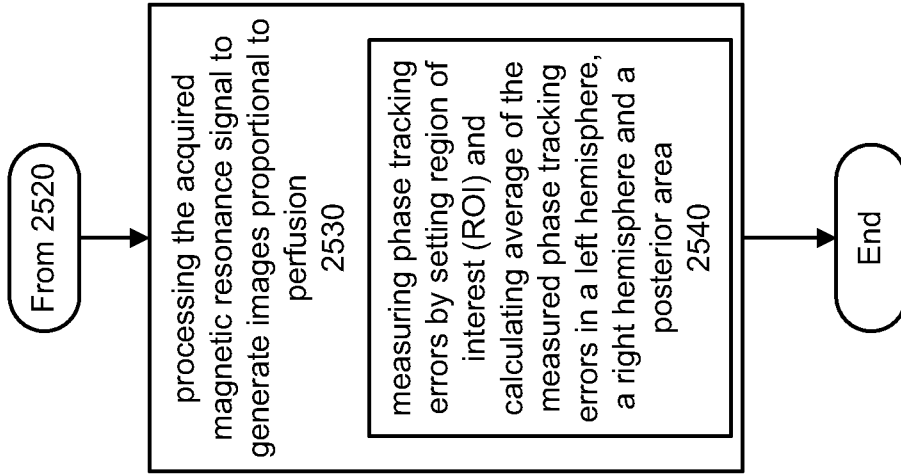 From 2520
processing the acquired
magnetic resonance signal to
generate images proportional to
perfusion
2530
measuring phase tracking
errors by setting region of
interest (ROI) and
calculating average of the
measured phase tracking
errors in a left hemisphere,
a right hemisphere and a
posterior area
2540
End